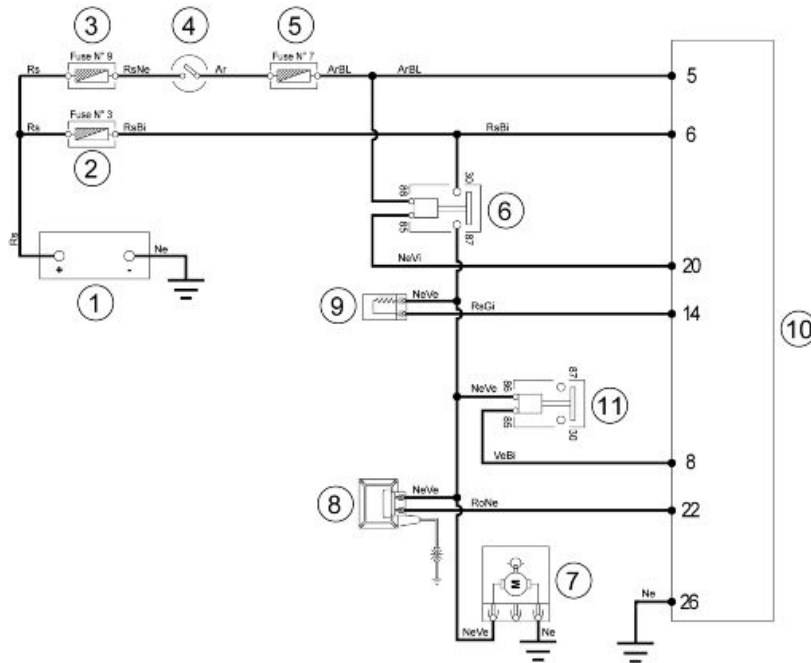 3
4
5
Fuse N° 9
Fuse N° 7
Rs
RsNe
Ar
ArBL
ArBL
5
Fuse N° 3
Rs
RsBi
RsBi
6
2
30
86
85
87
6
Rs
Ne
+
-
1
NeVi
20
NeVe
9
RsGi
14
10
87
NeVe
86
85
30
11
VeBi
8
NeVe
8
RoNe
22
M
7
Ne
26
NeVe
Ne